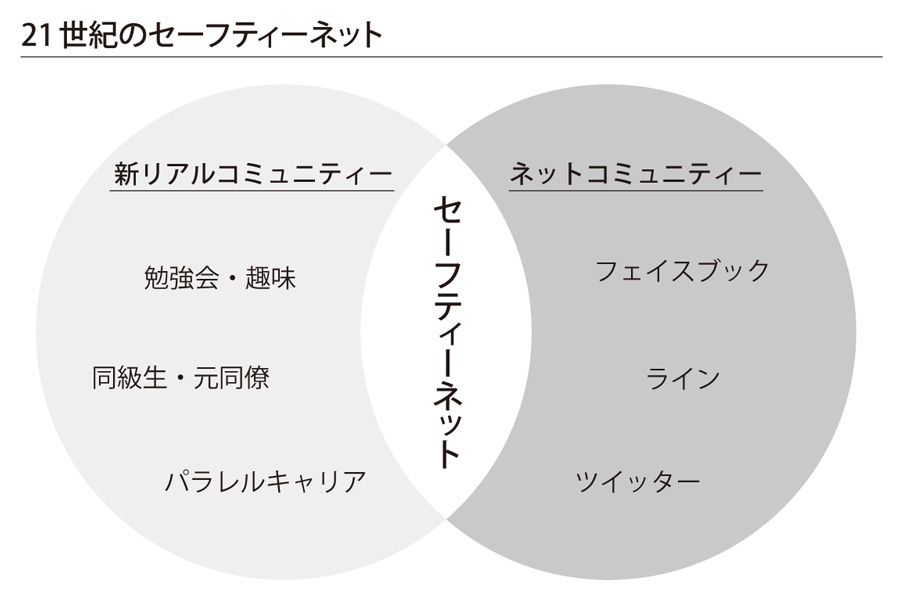 21世紀のセーフティーネット
新リアルコミュニティー
勉強会・趣味
同級生・元同僚
パラレルキャリア
セーフティーネット
ネットコミュニティー
フェイスブック
ライン
ツイッター